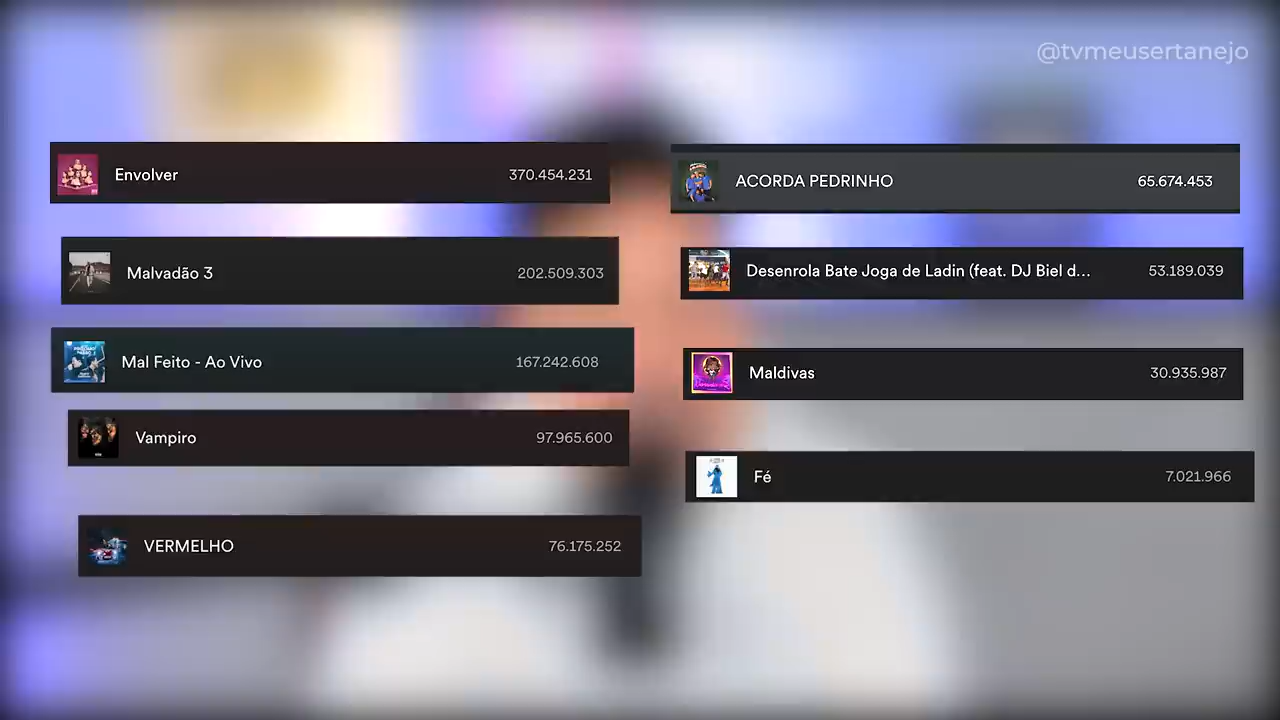 @tvmeusertanejo
Envolver 370.454.231
Malvadão 3 202.509.303
Mal Feito - Ao Vivo 167.242.608
Vampiro 97.965.600
VERMELHO 76.175.252
ACORDA PEDRINHO 65.674.453
Desenrola Bate Joga de Ladin (feat. DJ Biel d... 53.189.039
Maldivas 30.935.987
Fé 7.021.966